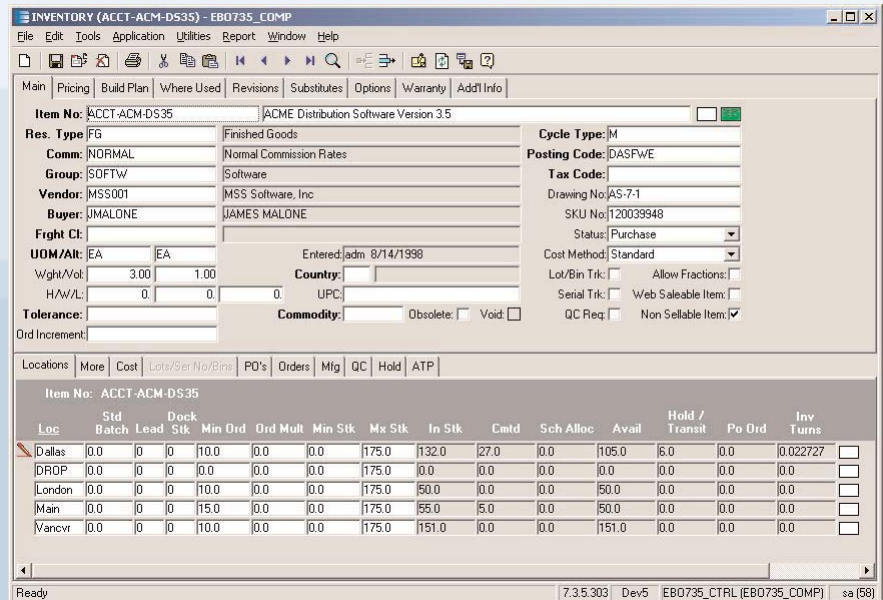 INVENTORY (ACCT-ACM-DS35) - EBO735_COMP
File Edit Tools Application Utilities Report Window Help
Main Pricing Build Plan Where Used Revisions Substitutes Options Warranty Add'l Info
Item No: ACCT-ACM-DS35 ACME Distribution Software Version 3.5
Res. Type FG Finished Goods Cycle Type: M
Comm: NORMAL Normal Commission Rates Posting Code: DASFWE
Group: SOFTW Software Tax Code:
Vendor: MSS001 MSS Software, Inc Drawing No: AS-7-1
Buyer: JMALONE JAMES MALONE SKU No: 120039948
Frght Cl: Status: Purchase
UOM/Alt: EA EA Entered: adm 8/14/1998 Cost Method: Standard
Wght/Vol: 3.00 1.00 Country: Lot/Bin Trk: Allow Fractions:
H/W/L: 0. 0. 0. UPC: Serial Trk: Web Saleable Item:
Tolerance: Commodity: Obsolete: Void: QC Req: Non Sellable Item:
Ord Increment:
Locations More Cost Lots/Ser No/Bins PO's Orders Mfg QC Hold ATP
Item No: ACCT-ACM-DS35
Loc Std Batch Lead Dock Stk Min Ord Ord Mult Min Stk Mx Stk In Stk Cmtd Sch Alloc Avail Hold / Transit Po Ord Inv Turns
Dallas 0.0 0 0 10.0 0.0 0.0 175.0 132.0 27.0 0.0 105.0 6.0 0.0 0.022727
DROP 0.0 0 0 0.0 0.0 0.0 175.0 0.0 0.0 0.0 0.0 0.0 0.0 0.0
London 0.0 0 0 10.0 0.0 0.0 175.0 50.0 0.0 0.0 50.0 0.0 0.0 0.0
Main 0.0 0 0 15.0 0.0 0.0 175.0 55.0 5.0 0.0 50.0 0.0 0.0 0.0
Vancvr 0.0 0 0 10.0 0.0 0.0 175.0 151.0 0.0 0.0 151.0 0.0 0.0 0.0
Ready 7.3.5.303 Dev5 EBO735_CTRL (EBO735_COMP) sa (58)